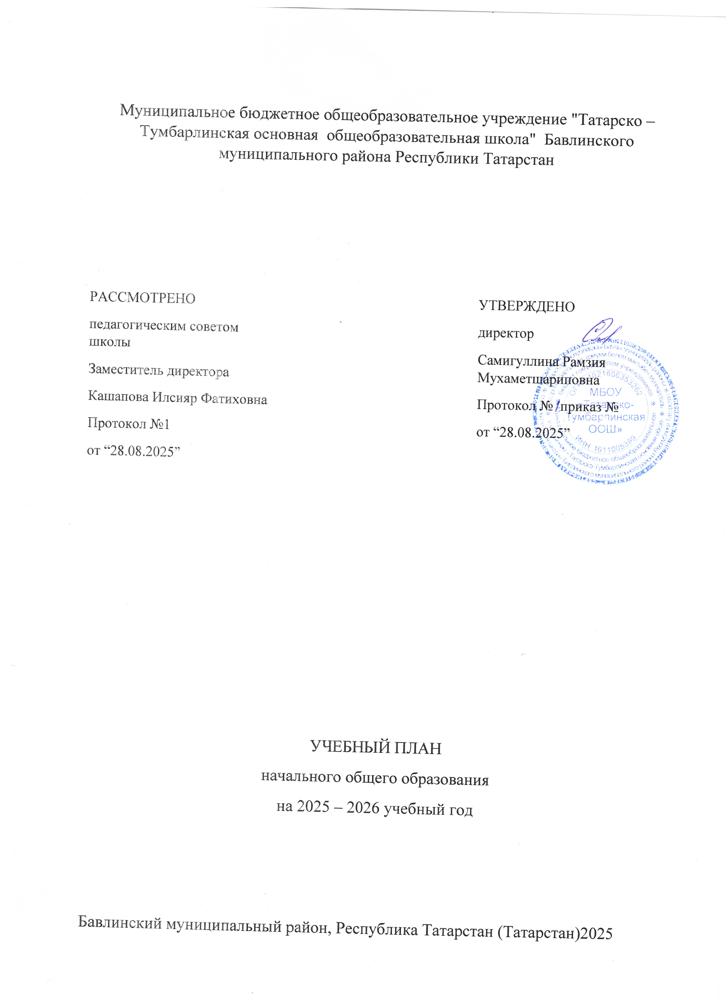 Муниципальное бюджетное общеобразовательное учреждение "Татарско –
Тумбарлинская основная общеобразовательная школа" Бавлинского
муниципального района Республики Татарстан
РАССМОТРЕНО
педагогическим советом
школы
Заместитель директора
Кашапова Илсияр Фатиховна
Протокол №1
от “28.08.2025”
УТВЕРЖДЕНО
директор
Самигуллина Рамзия
Мухаметшариповна
Протокол № 1 приказ №
от “28.08.2025”
1021606353262
МБОУ
«Татарско-
Тумбарлинская
ООШ»
ИНН 1611005389
УЧЕБНЫЙ ПЛАН
начального общего образования
на 2025 – 2026 учебный год
Бавлинский муниципальный район, Республика Татарстан (Татарстан)2025